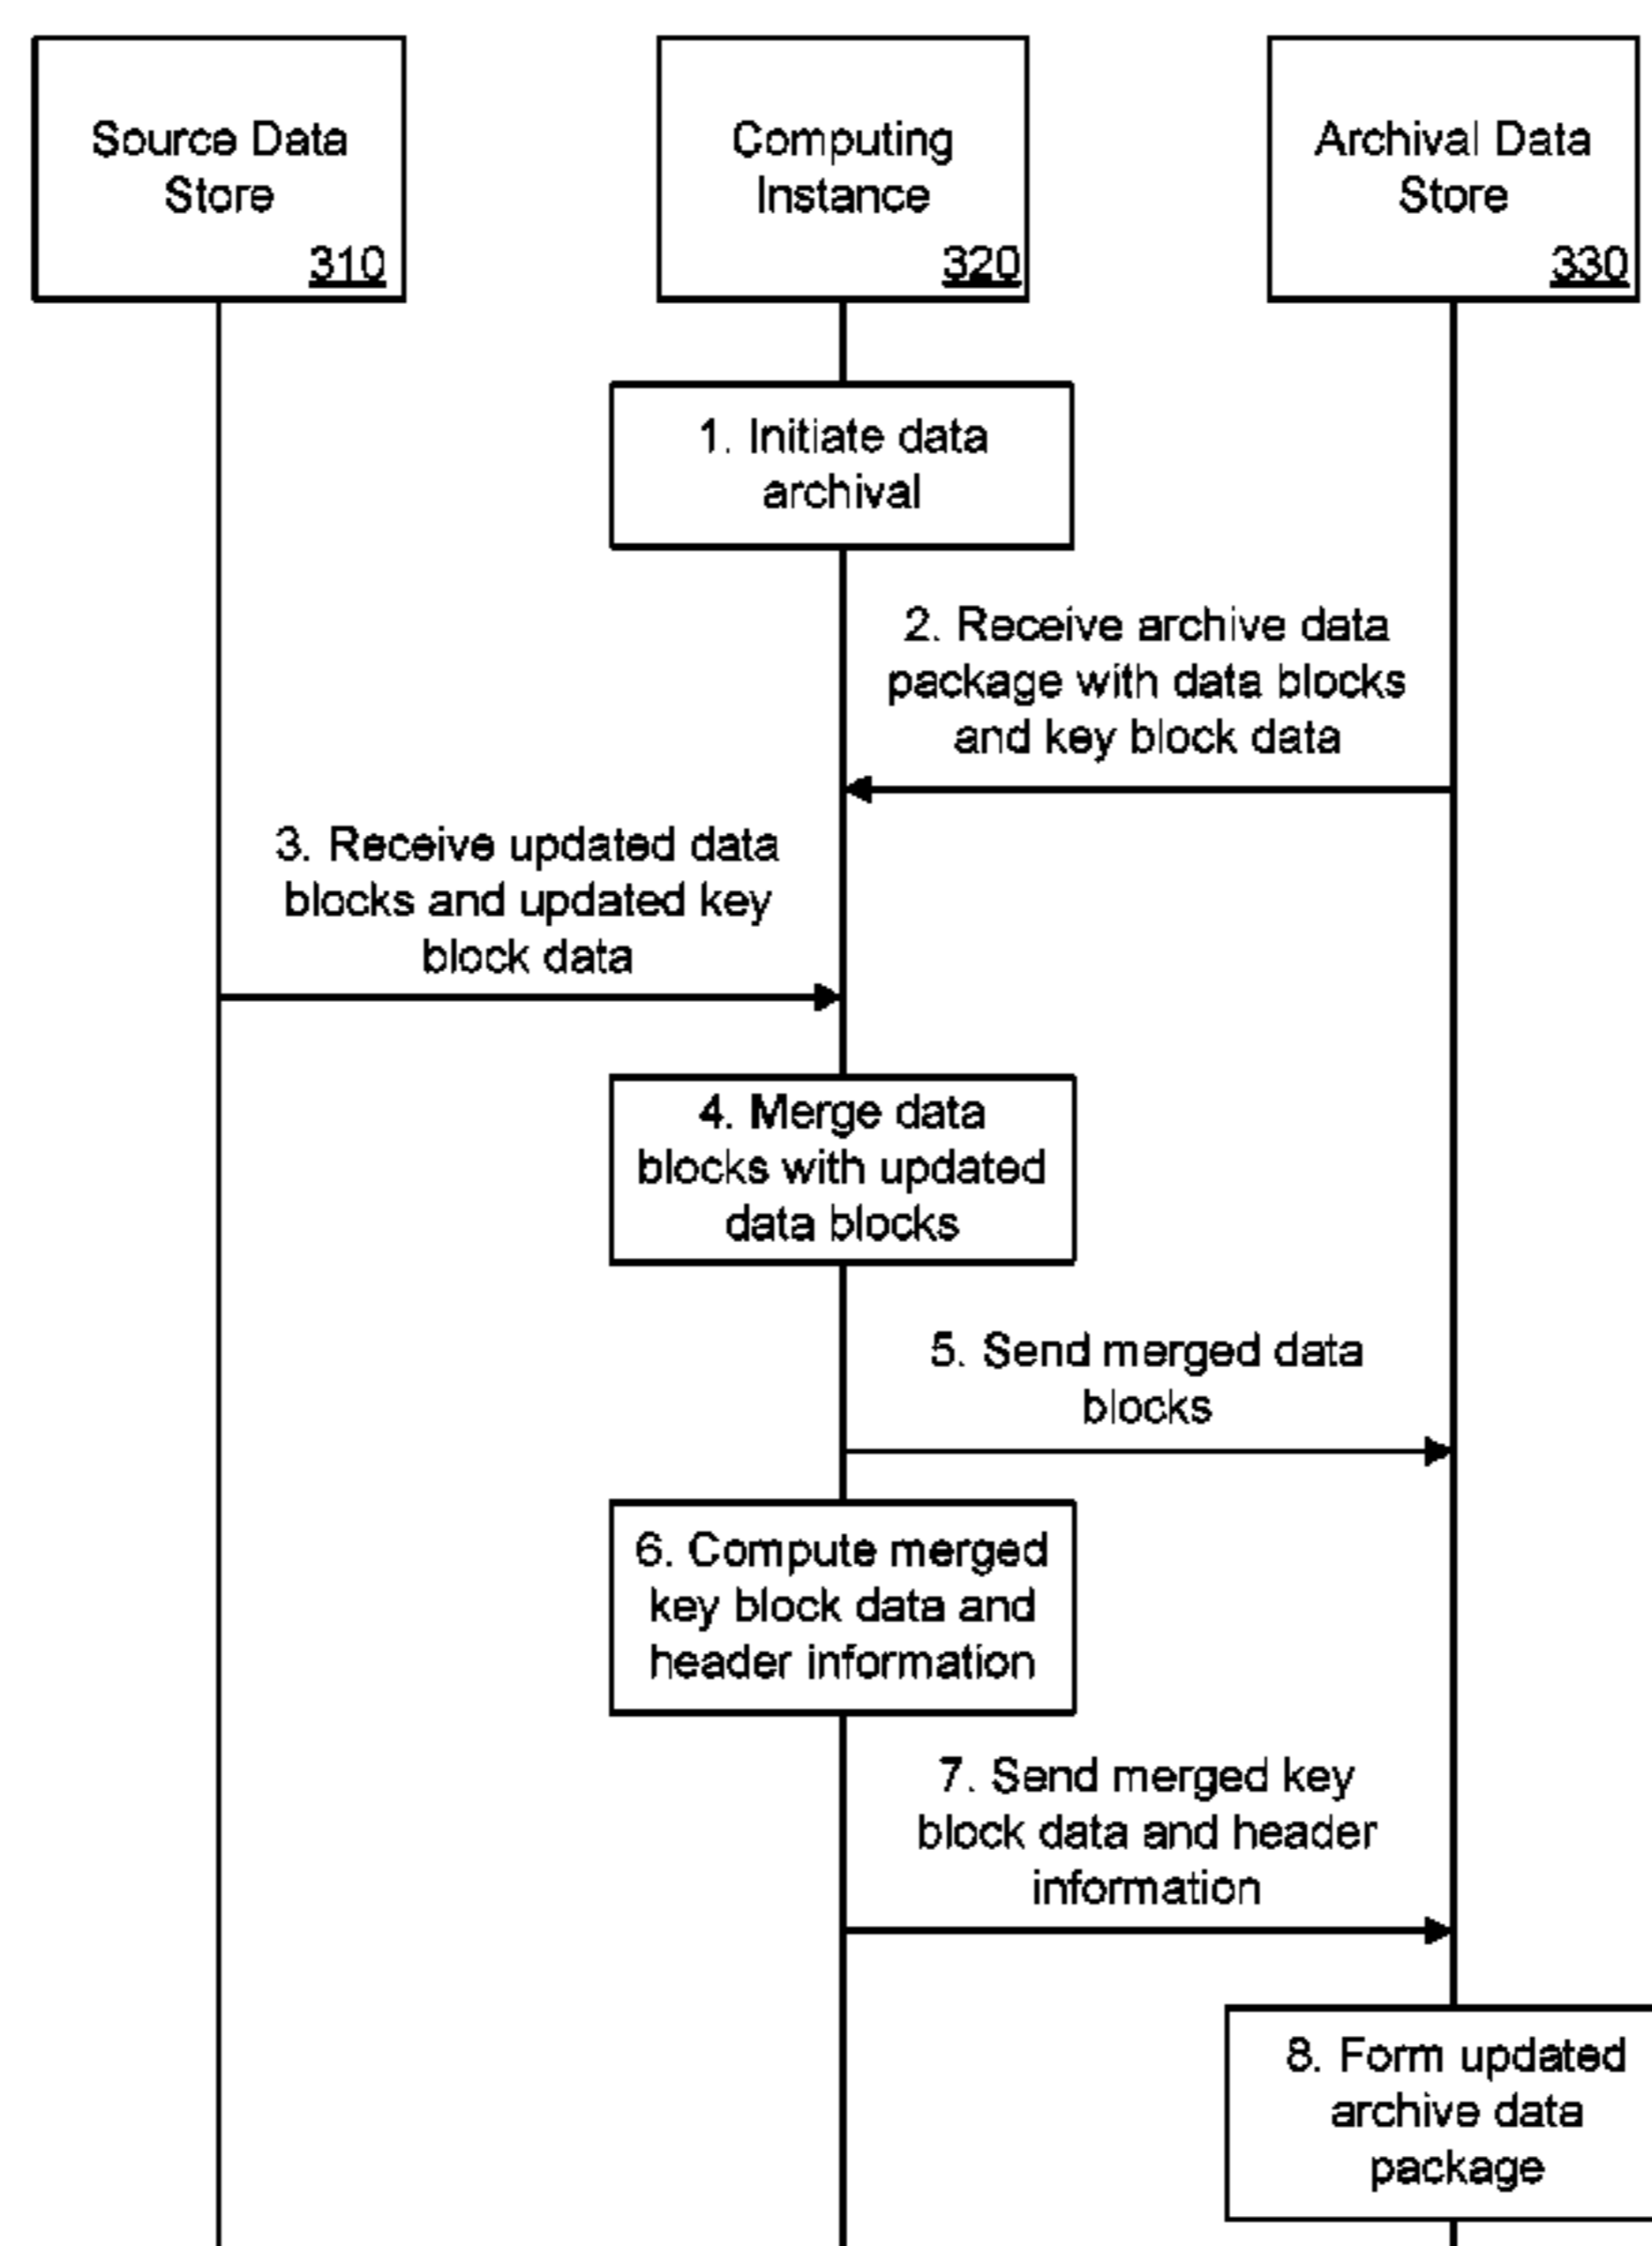 Source Data
Store
310
Computing
Instance
320
Archival Data
Store
330
1. Initiate data
archival
2. Receive archive data
package with data blocks
and key block data
3. Receive updated data
blocks and updated key
block data
4. Merge data
blocks with updated
data blocks
5. Send merged data
blocks
6. Compute merged
key block data and
header information
7. Send merged key
block data and header
information
8. Form updated
archive data
package